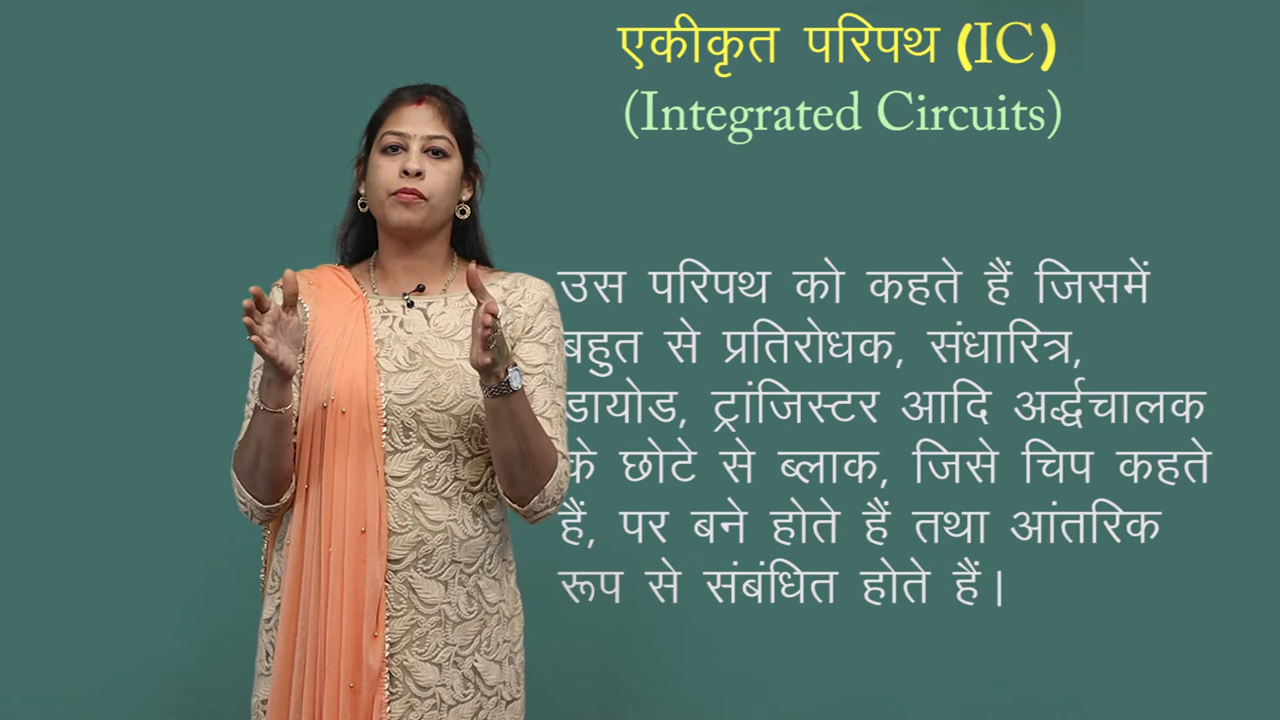 एकीकृत परिपथ (IC)
(Integrated Circuits)
उस परिपथ को कहते हैं जिसमें
बहुत से प्रतिरोधक, संधारित्र,
डायोड, ट्रांजिस्टर आदि अर्द्धचालक
के छोटे से ब्लाक, जिसे चिप कहते
हैं, पर बने होते हैं तथा आंतरिक
रूप से संबंधित होते हैं।